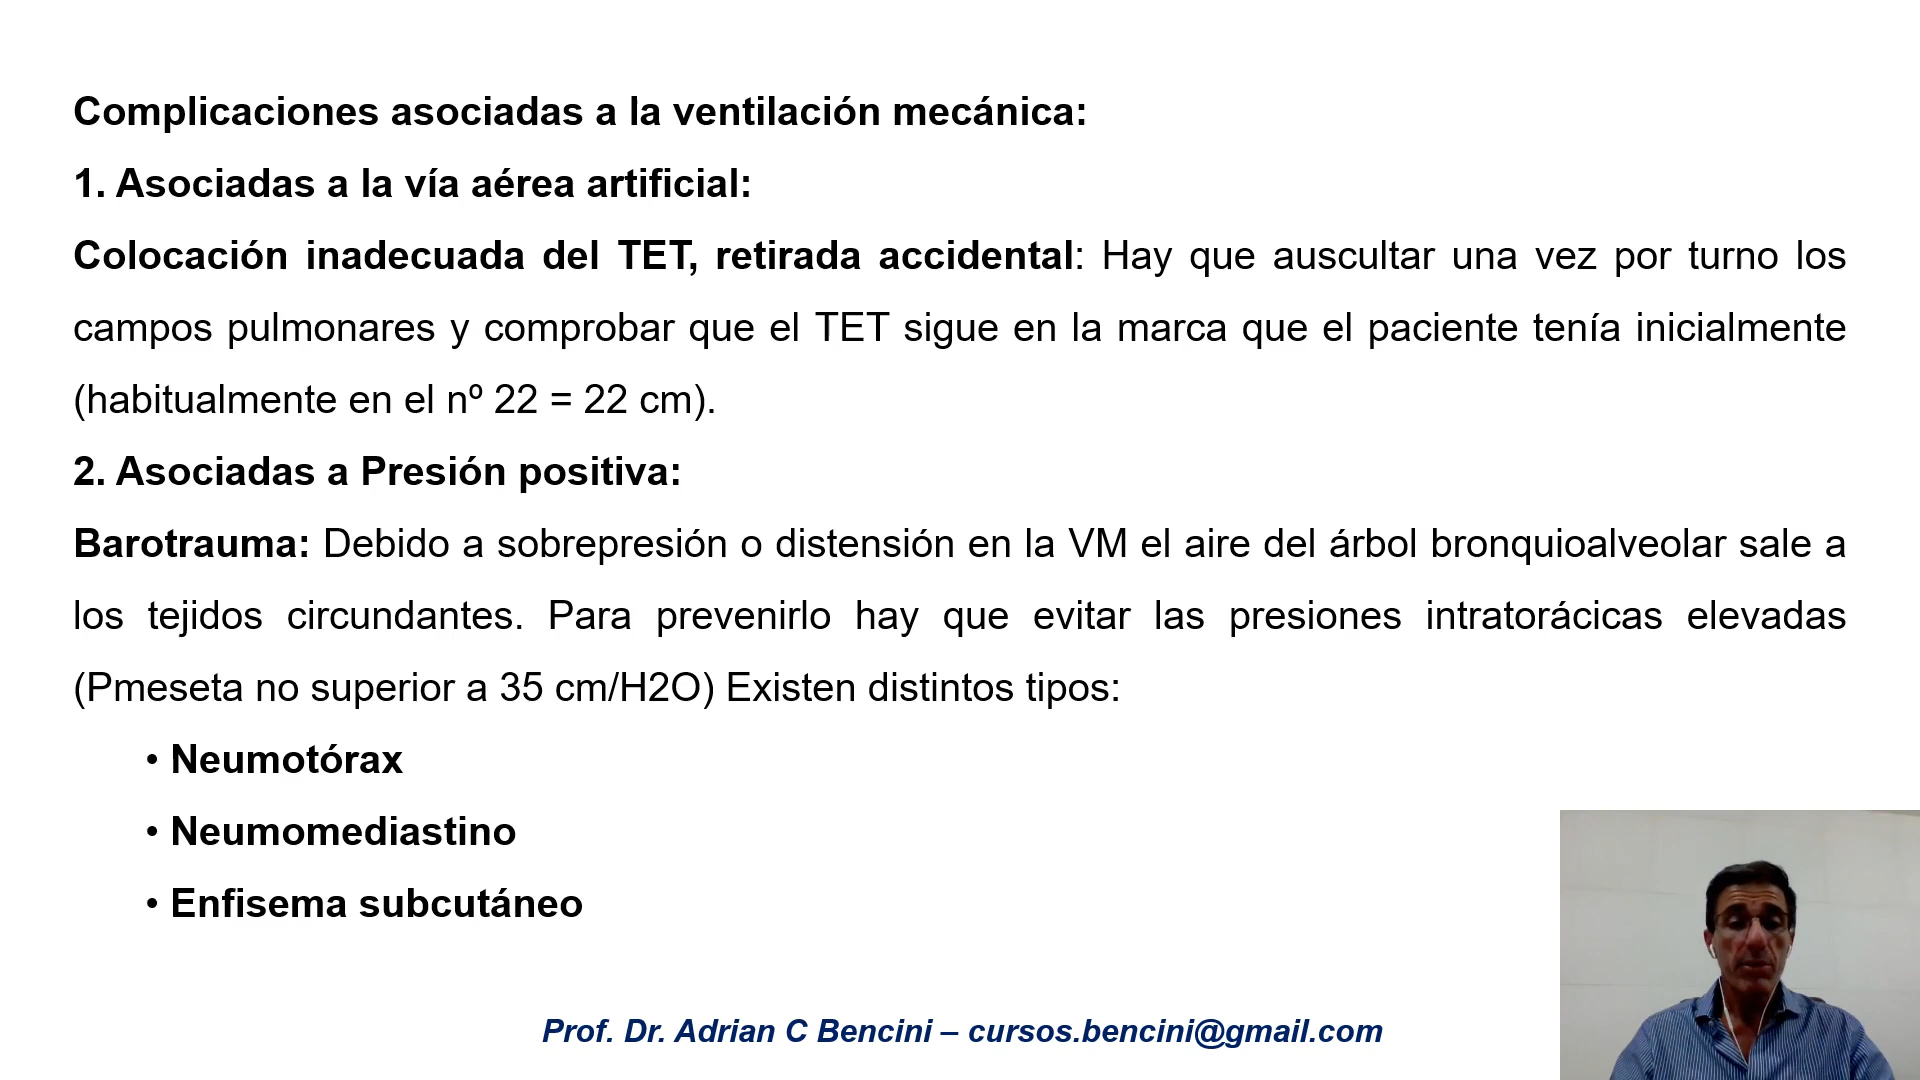 Complicaciones asociadas a la ventilación mecánica:
1. Asociadas a la vía aérea artificial:
Colocación inadecuada del TET, retirada accidental: Hay que auscultar una vez por turno los
campos pulmonares y comprobar que el TET sigue en la marca que el paciente tenía inicialmente
(habitualmente en el nº 22 = 22 cm).
2. Asociadas a Presión positiva:
Barotrauma: Debido a sobrepresión o distensión en la VM el aire del árbol bronquioalveolar sale a
los tejidos circundantes. Para prevenirlo hay que evitar las presiones intratorácicas elevadas
(Pmeseta no superior a 35 cm/H2O) Existen distintos tipos:
• Neumotórax
• Neumomediastino
• Enfisema subcutáneo
Prof. Dr. Adrian C Bencini – cursos.bencini@gmail.com